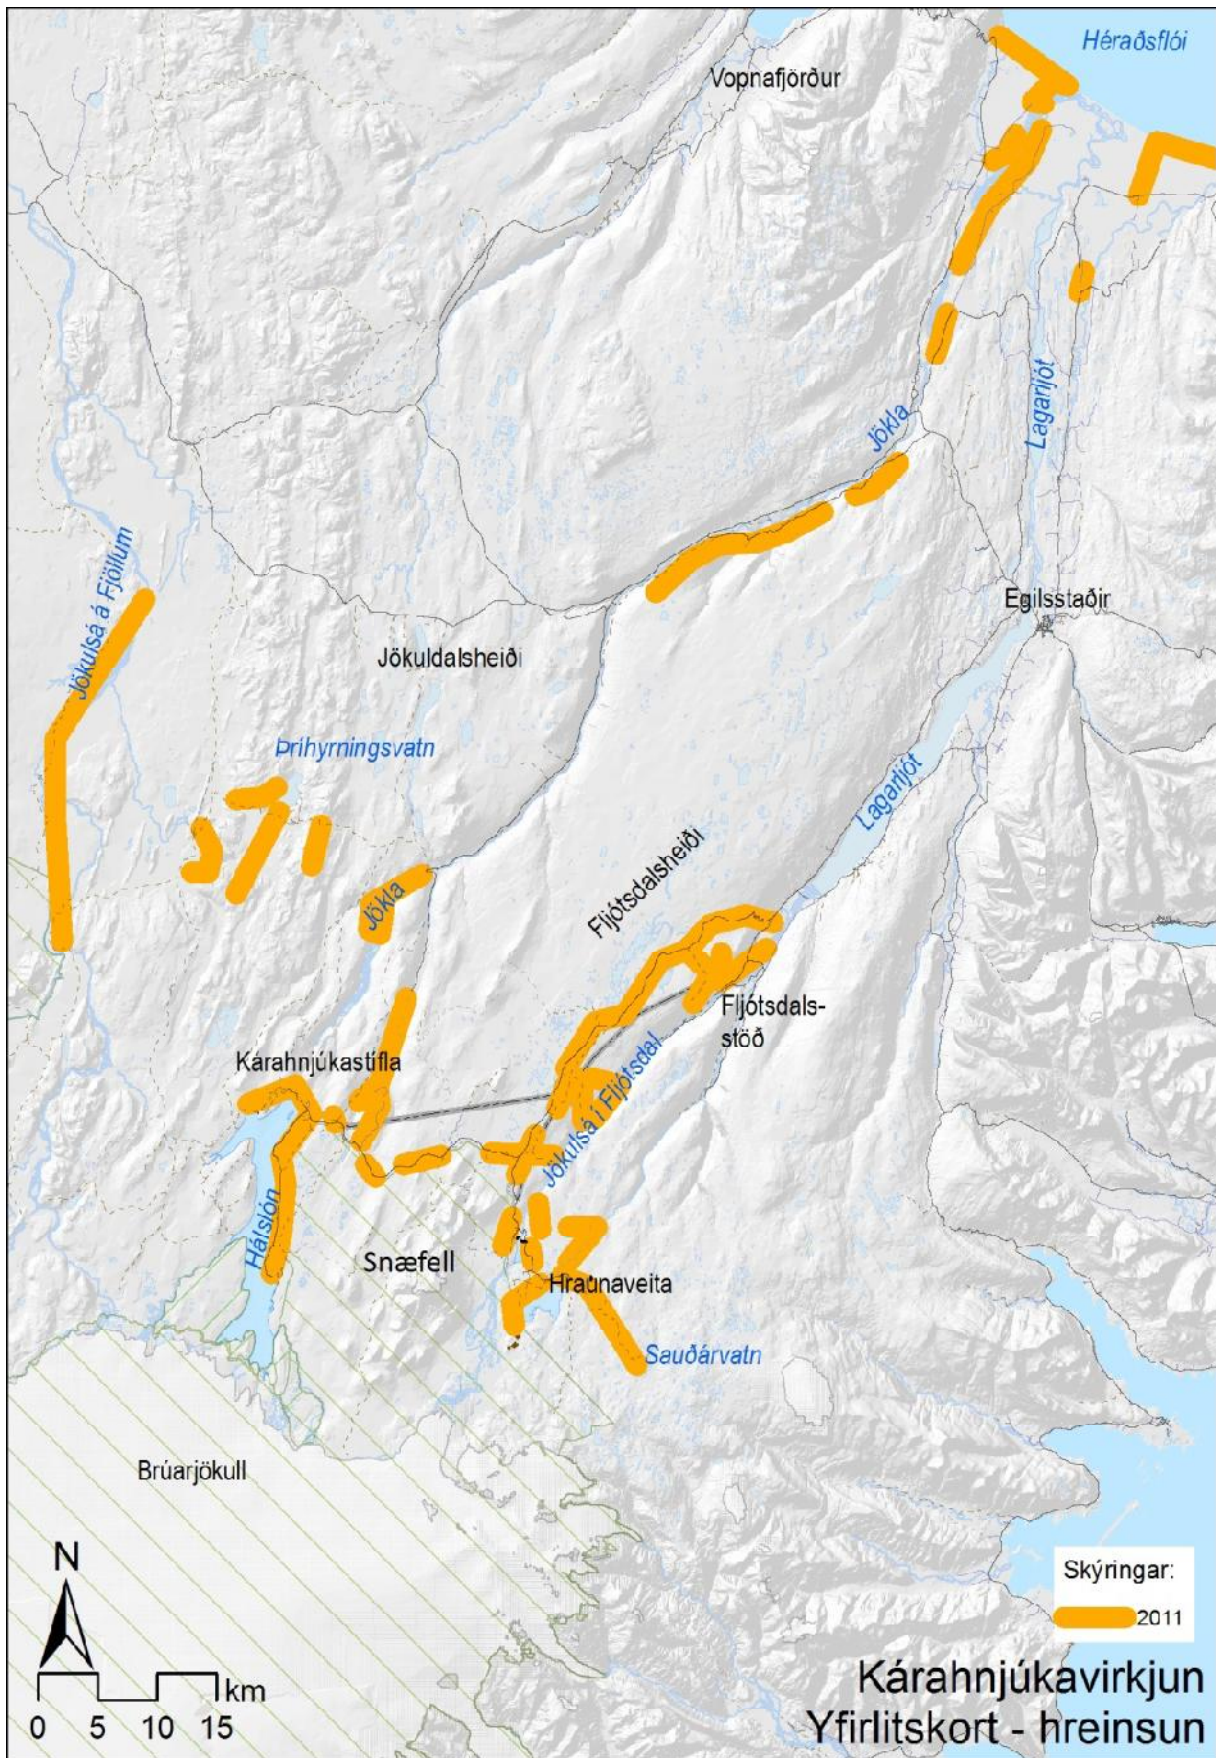 Héraðsflói
Vopnafjörður
Jökla
Lagarfljót
Jökulsá á Fjöllum
Egilsstaðir
Jökuldalsheiði
Þríhyrningsvatn
Lagarfljót
Fljótsdalsheiði
Jökla
Fljótsdals-
stöð
Kárahnjúkastífla
Jökulsá í Fljótsdal
Hálslón
Snæfell
Hraunaveita
Sauðárvatn
Brúarjökull
N
km
0 5 10 15
Skýringar:
2011
Kárahnjúkavirkjun
Yfirlitskort - hreinsun